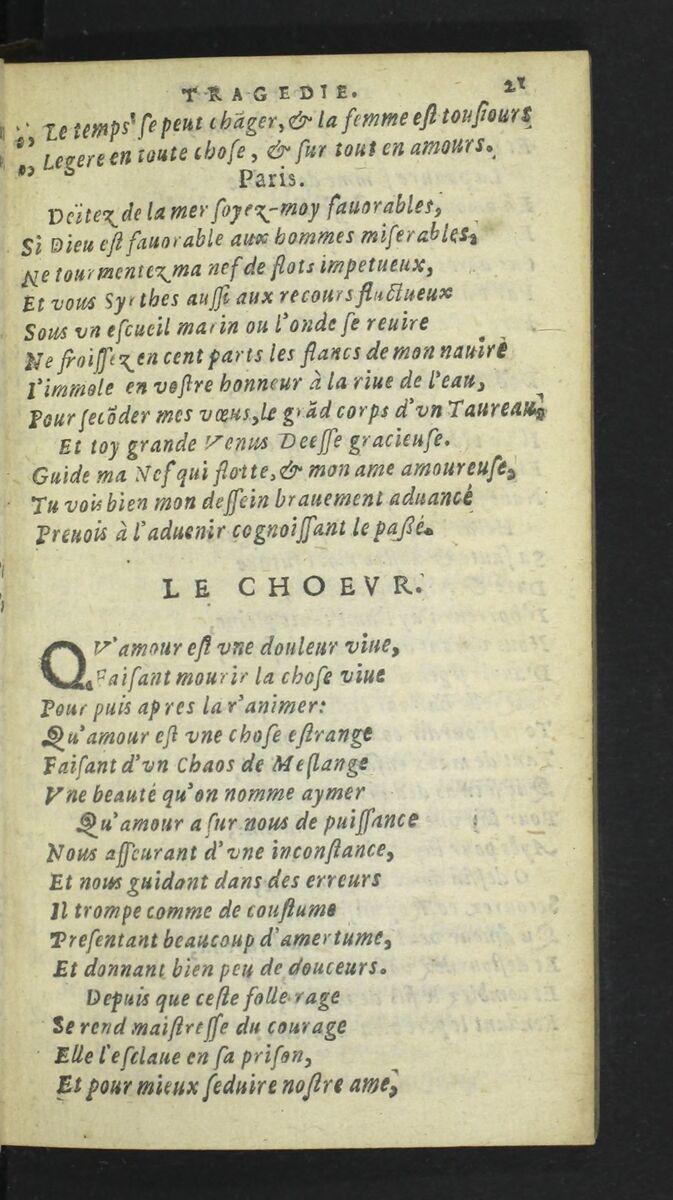 TRAGEDIE. 21
„ Le temps ſe peut chãger, & la femme eſt touſiours
„ Legere en toute choſe, & ſur tout en amours.
Paris.
Deïtez de la mer ſoyez-moy fauorables,
Si Dieu eſt fauorable aux hommes miſerables,
Ne tourmentez ma nef de flots impetueux,
Et vous Syrthes auſſi aux recours fluctueux
Sous vn eſcueil marin ou l'onde ſe reuire
Ne froiſſez en cent parts les flancs de mon nauire
I'immole en voſtre honneur à la riue de l'eau,
Pour ſecõder mes vœus, le grãd corps d'vn Taureau,
Et toy grande Venus Deeſſe gracieuſe.
Guide ma Nef qui flotte, & mon ame amoureuſe,
Tu vois bien mon deſſein brauement aduancé
Preuois à l'aduenir cognoiſſant le paßé.
LE CHOEVR.
QV'amour eſt vne douleur viue,
Faiſant mourir la choſe viue
Pour puis apres la r'animer:
Qu'amour eſt vne choſe eſtrange
Faiſant d'vn Chaos de Meſlange
Vne beauté qu'on nomme aymer
Qu'amour a ſur nous de puiſſance
Nous aſſeurant d'vne inconſtance,
Et nous guidant dans des erreurs
Il trompe comme de couſtume
Preſentant beaucoup d'amertume,
Et donnant bien peu de douceurs.
Depuis que ceſte folle rage
Se rend maiſtreſſe du courage
Elle l'eſclaue en ſa priſon,
Et pour mieux ſeduire noſtre ame,